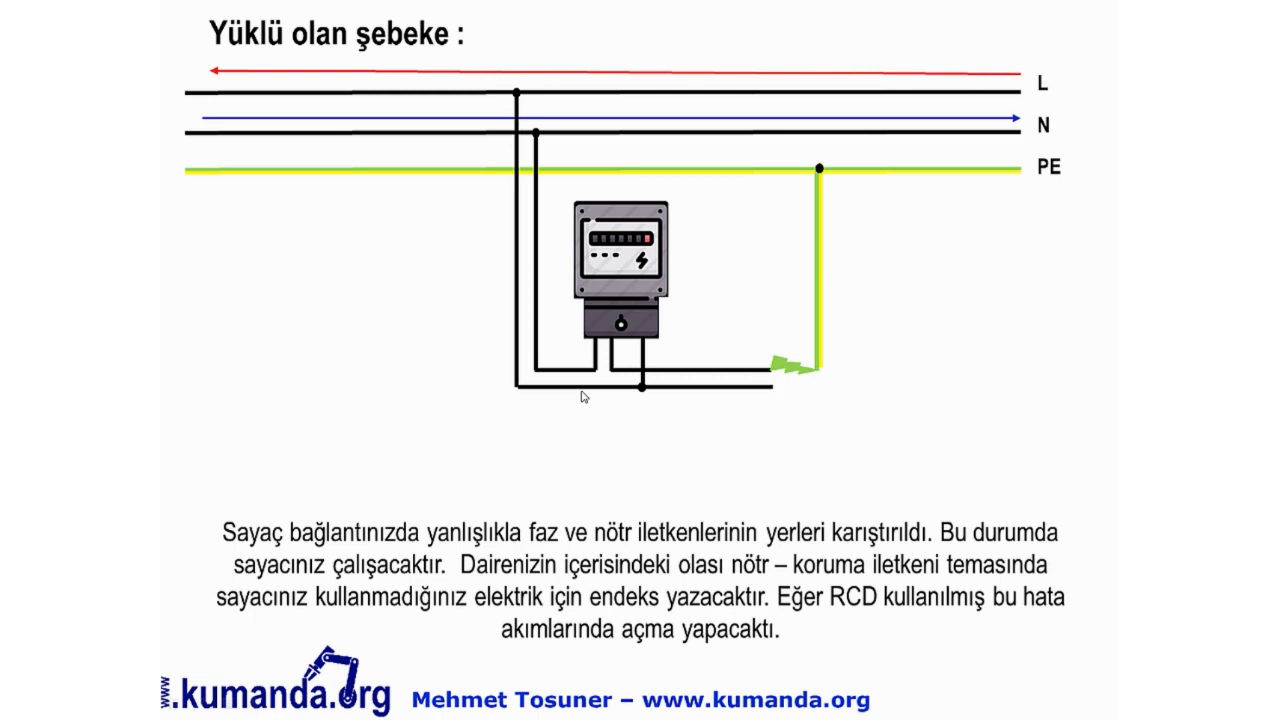 Yüklü olan şebeke :
L
N
PE
Sayaç bağlantınızda yanlışlıkla faz ve nötr iletkenlerinin yerleri karıştırıldı. Bu durumda
sayacınız çalışacaktır. Dairenizin içerisindeki olası nötr – koruma iletkeni temasında
sayacınız kullanmadığınız elektrik için endeks yazacaktır. Eğer RCD kullanılmış bu hata
akımlarında açma yapacaktı.
www.kumanda.org
Mehmet Tosuner – www.kumanda.org